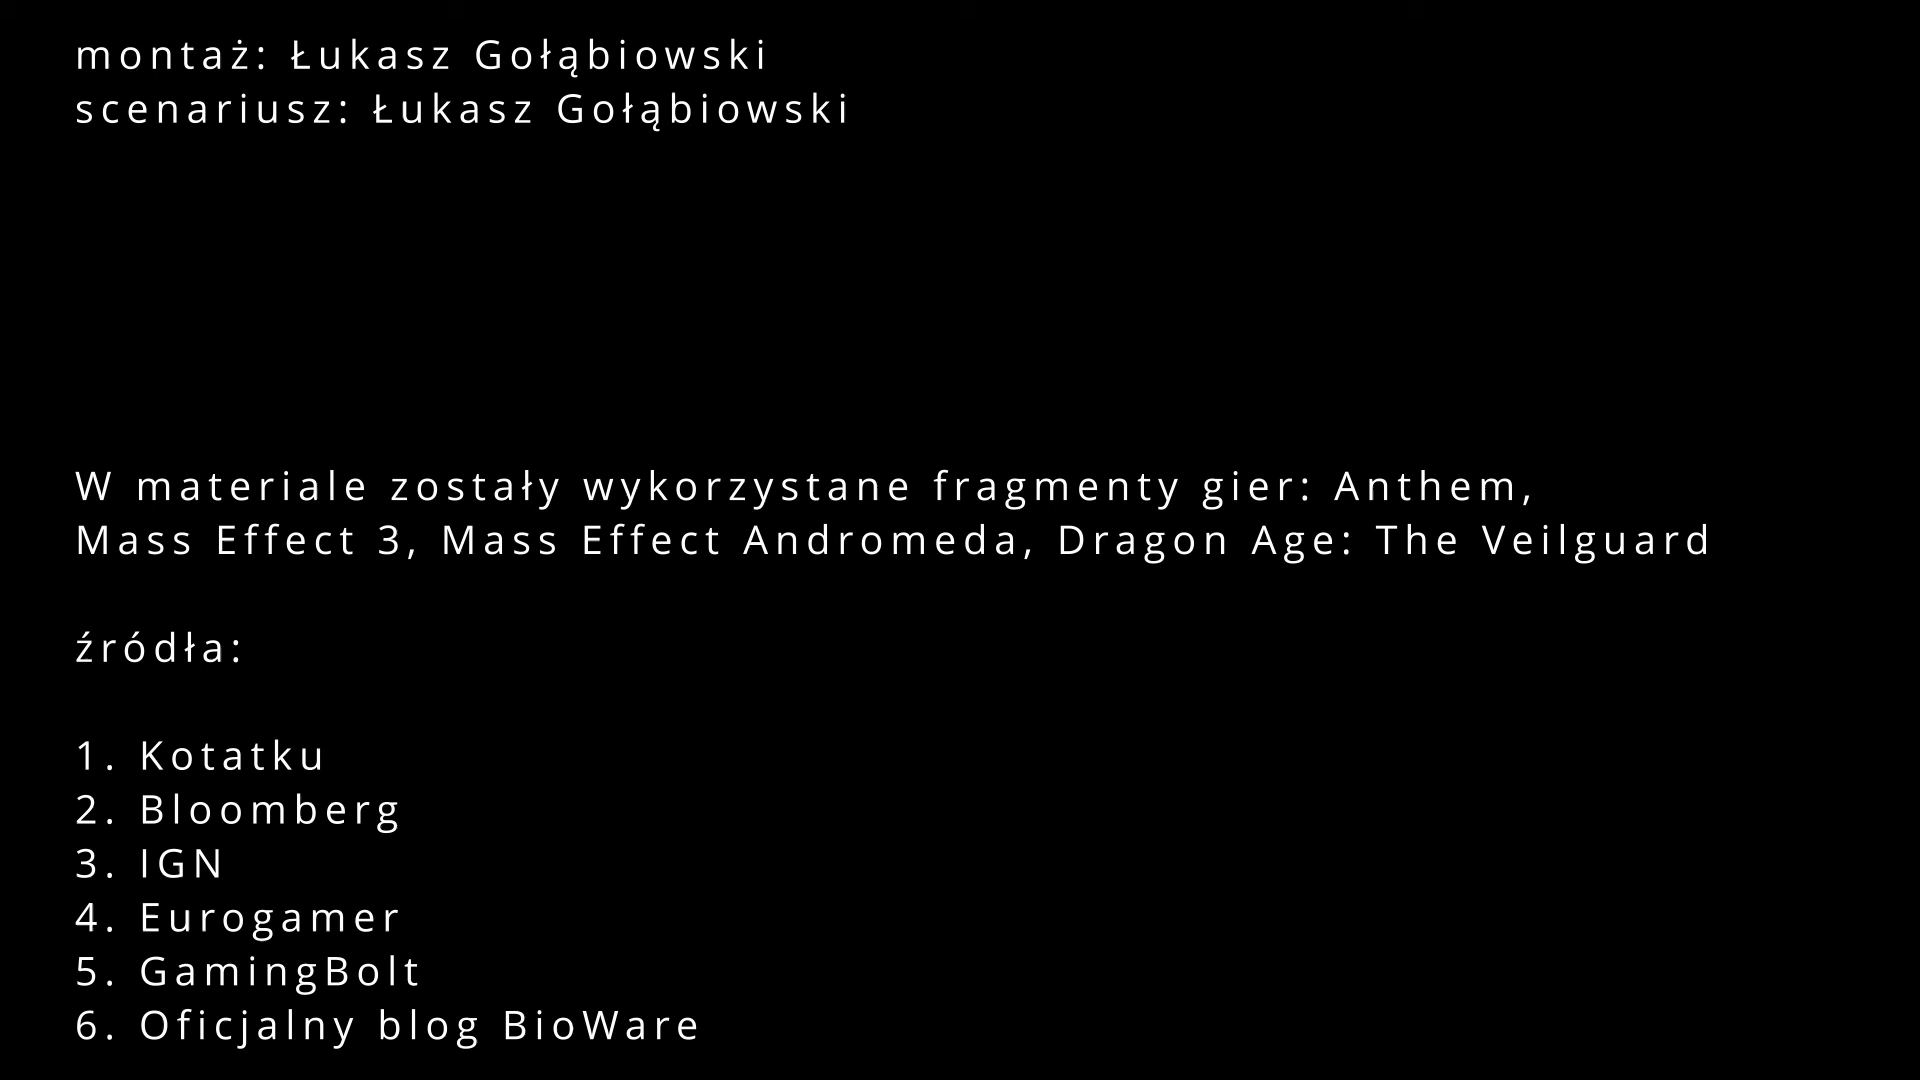 montaż: Łukasz Gołąbiowski
scenariusz: Łukasz Gołąbiowski
W materiale zostały wykorzystane fragmenty gier: Anthem,
Mass Effect 3, Mass Effect Andromeda, Dragon Age: The Veilguard
źródła:
1. Kotatku
2. Bloomberg
3. IGN
4. Eurogamer
5. GamingBolt
6. Oficjalny blog BioWare